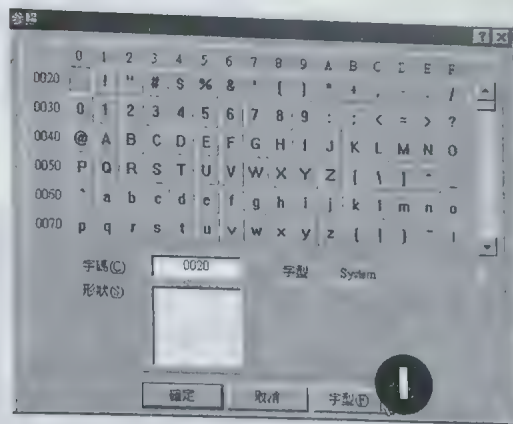 參照
0 1 2 3 4 5 6 7 8 9 A B C D E F
0020 ! " # $ % & ' ( ) * + , - . /
0030 0 1 2 3 4 5 6 7 8 9 : ; < = > ?
0040 @ A B C D E F G H I J K L M N O
0050 P Q R S T U V W X Y Z [ \ ] ^ _
0060 ` a b c d e f g h i j k l m n o
0070 p q r s t u v w x y z { | } ~
字碼(C) 0020 字型 System
形狀(S)
確定 取消 字型(F)
1